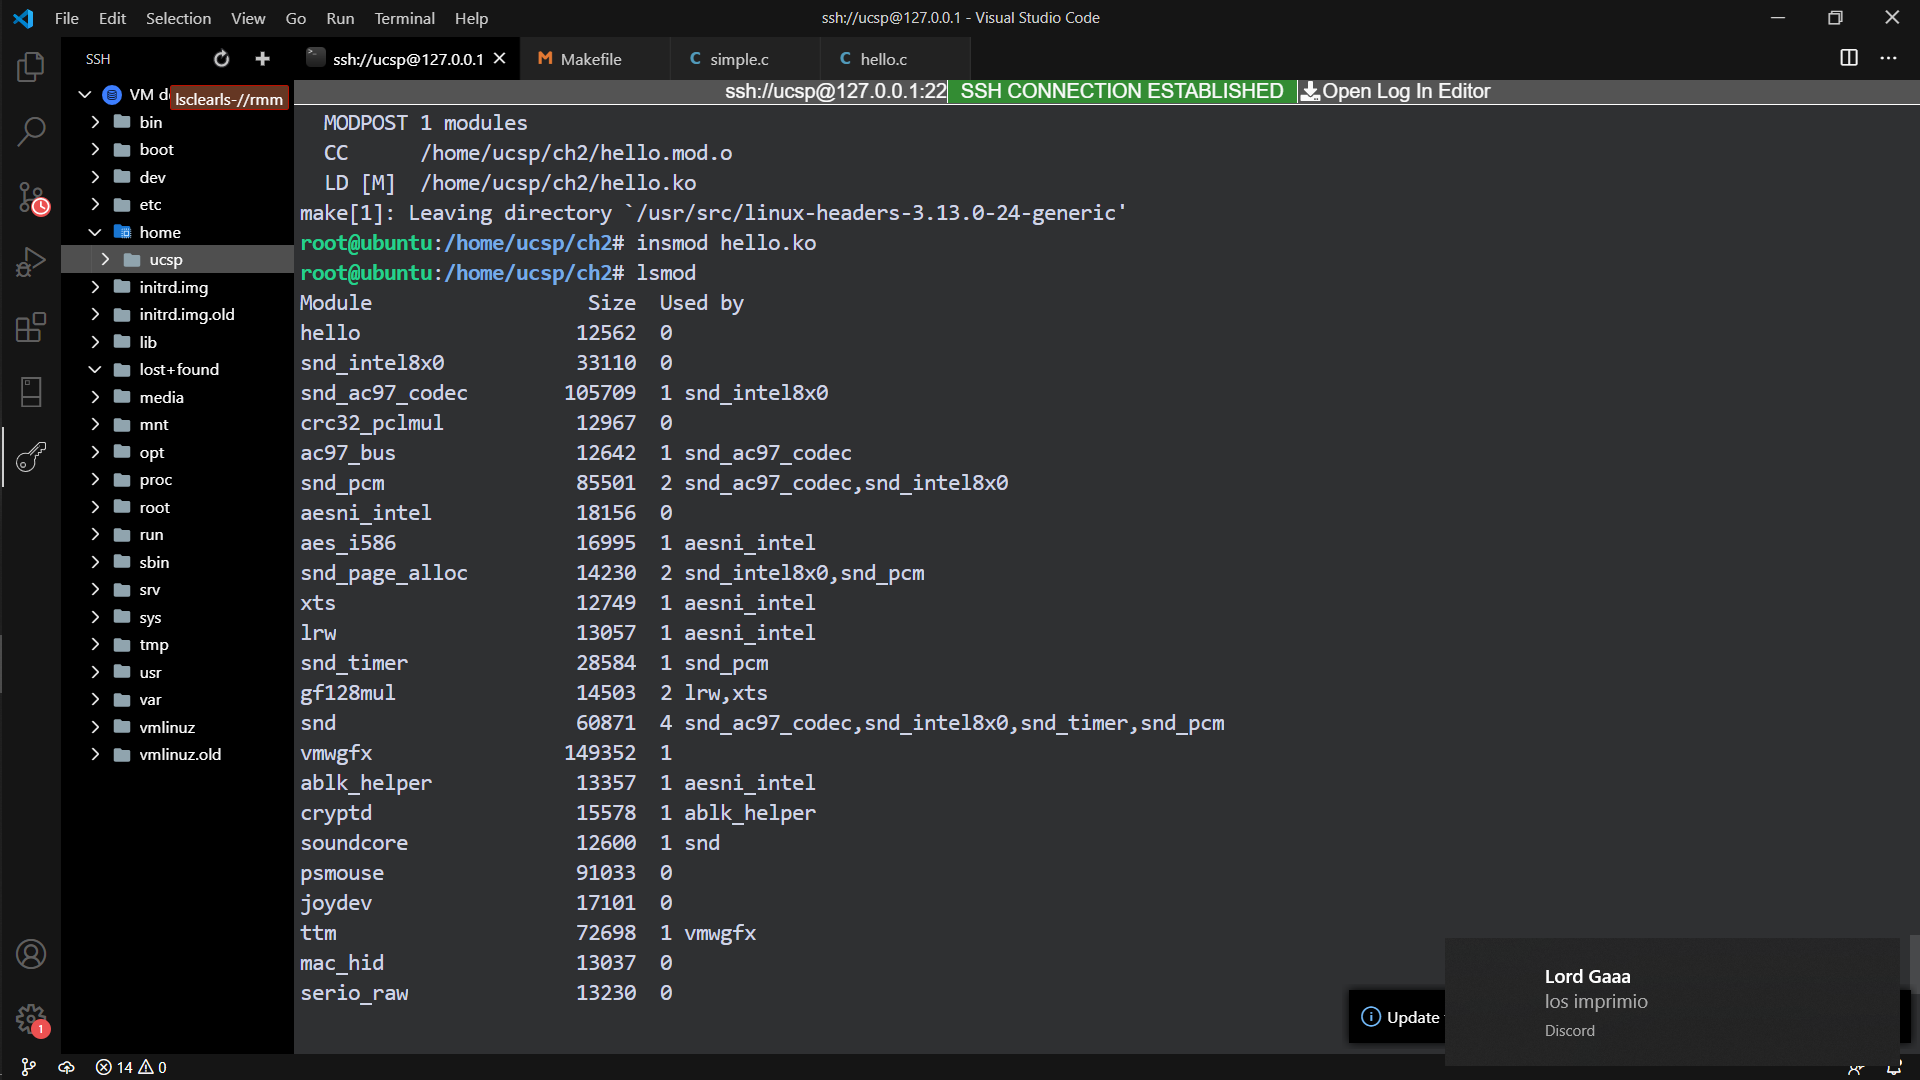 File Edit Selection View Go Run Terminal Help
ssh://ucsp@127.0.0.1 - Visual Studio Code
SSH
ssh://ucsp@127.0.0.1
M Makefile
C simple.c
C hello.c
ssh://ucsp@127.0.0.1:22 SSH CONNECTION ESTABLISHED Open Log In Editor
VM d
lsclearls-//rmm
bin
boot
dev
etc
home
ucsp
initrd.img
initrd.img.old
lib
lost+found
media
mnt
opt
proc
root
run
sbin
srv
sys
tmp
usr
var
vmlinuz
vmlinuz.old
MODPOST 1 modules
CC /home/ucsp/ch2/hello.mod.o
LD [M] /home/ucsp/ch2/hello.ko
make[1]: Leaving directory `/usr/src/linux-headers-3.13.0-24-generic'
root@ubuntu:/home/ucsp/ch2# insmod hello.ko
root@ubuntu:/home/ucsp/ch2# lsmod
Module Size Used by
hello 12562 0
snd_intel8x0 33110 0
snd_ac97_codec 105709 1 snd_intel8x0
crc32_pclmul 12967 0
ac97_bus 12642 1 snd_ac97_codec
snd_pcm 85501 2 snd_ac97_codec,snd_intel8x0
aesni_intel 18156 0
aes_i586 16995 1 aesni_intel
snd_page_alloc 14230 2 snd_intel8x0,snd_pcm
xts 12749 1 aesni_intel
lrw 13057 1 aesni_intel
snd_timer 28584 1 snd_pcm
gf128mul 14503 2 lrw,xts
snd 60871 4 snd_ac97_codec,snd_intel8x0,snd_timer,snd_pcm
vmwgfx 149352 1
ablk_helper 13357 1 aesni_intel
cryptd 15578 1 ablk_helper
soundcore 12600 1 snd
psmouse 91033 0
joydev 17101 0
ttm 72698 1 vmwgfx
mac_hid 13037 0
serio_raw 13230 0
Update
Lord Gaaa
los imprimio
Discord
1
14 0